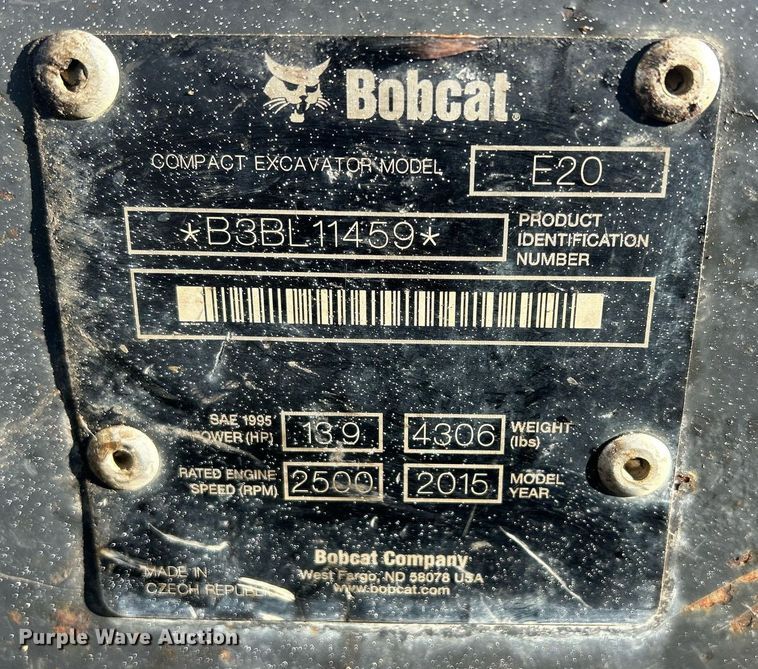 Bobcat®
COMPACT EXCAVATOR MODEL E20
*B3BL11459*
PRODUCT
IDENTIFICATION
NUMBER
SAE 1995
POWER (HP) 13.9
4306 WEIGHT
(lbs)
RATED ENGINE
SPEED (RPM) 2500
2015 MODEL
YEAR
Bobcat Company
West Fargo, ND 58078 USA
www.bobcat.com
MADE IN
CZECH REPUBLIC
Purple Wave Auction